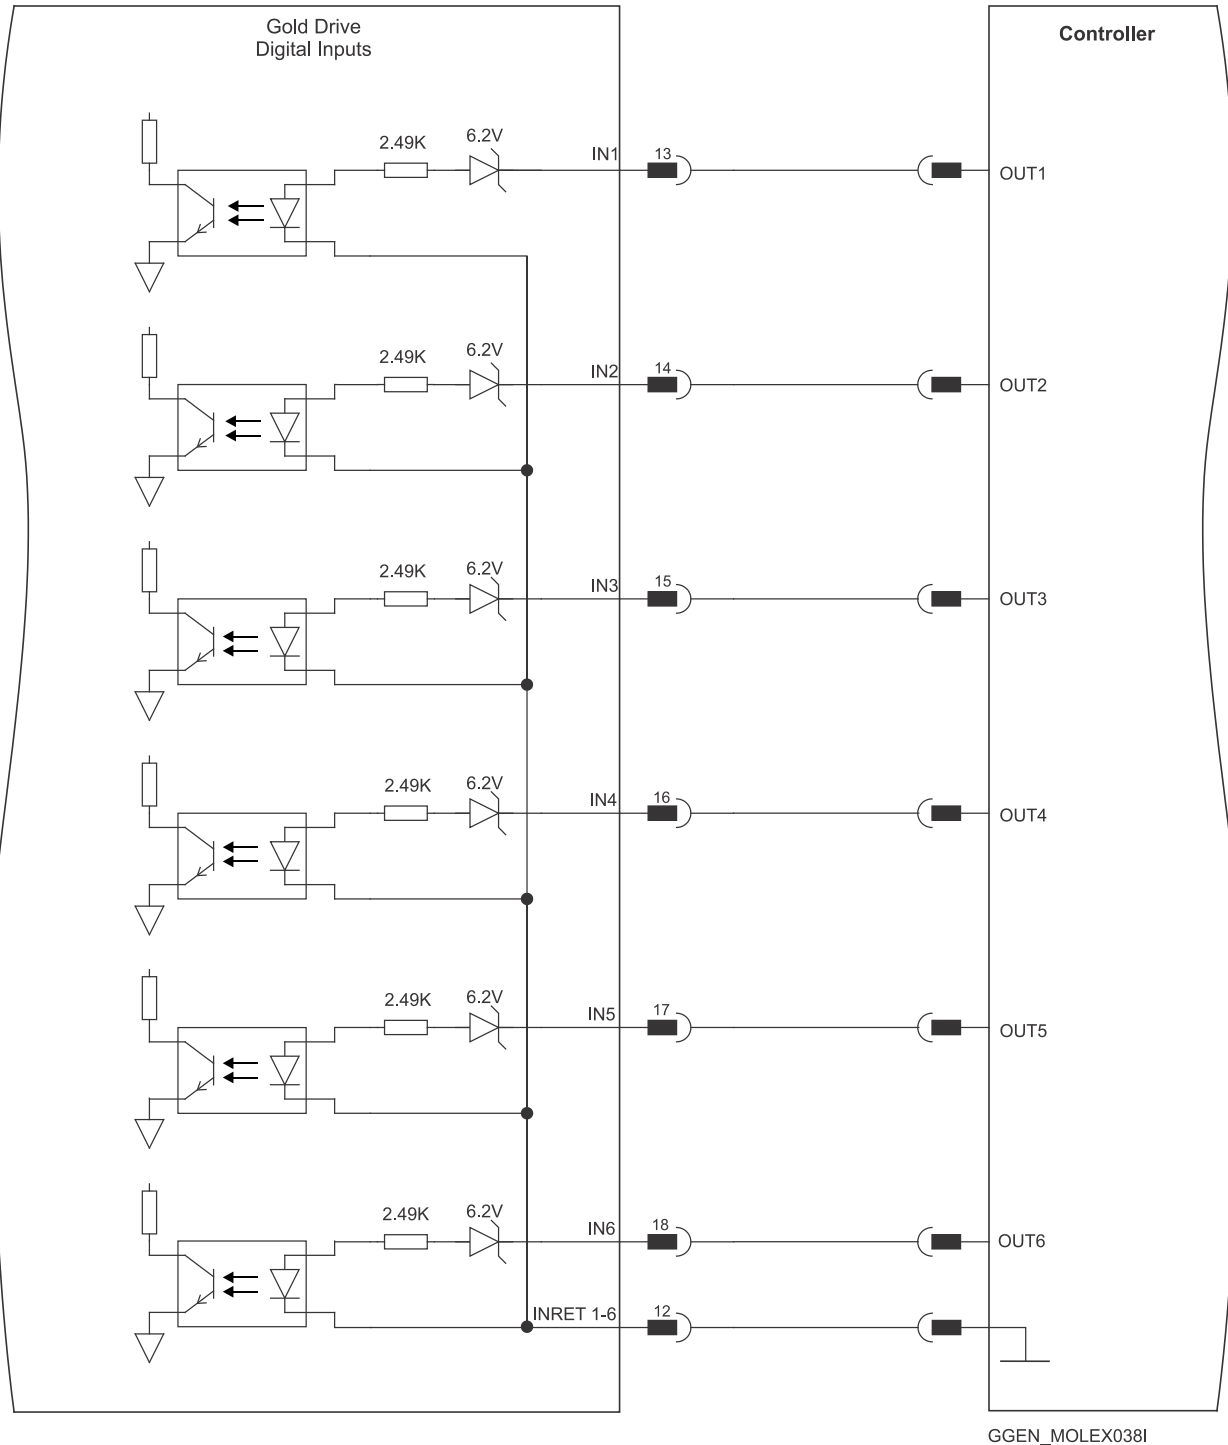 Gold Drive
Digital Inputs
Controller
2.49K
6.2V
IN1
13
OUT1
2.49K
6.2V
IN2
14
OUT2
2.49K
6.2V
IN3
15
OUT3
2.49K
6.2V
IN4
16
OUT4
2.49K
6.2V
IN5
17
OUT5
2.49K
6.2V
IN6
18
OUT6
INRET 1-6
12
GGEN_MOLEX038I